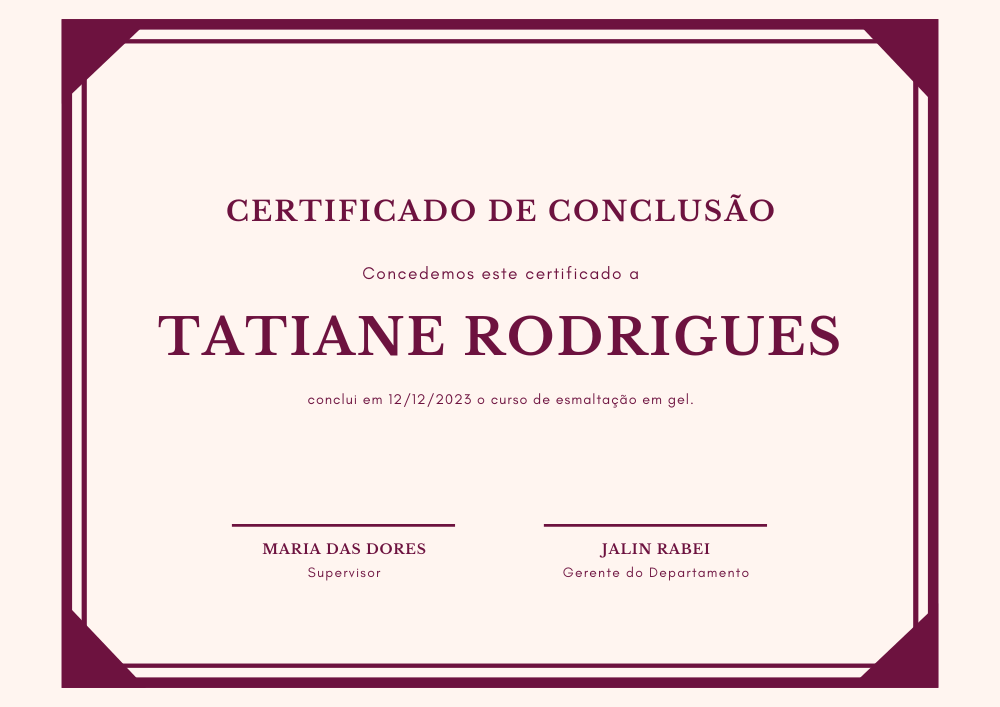 CERTIFICADO DE CONCLUSÃO
Concedemos este certificado a
TATIANE RODRIGUES
conclui em 12/12/2023 o curso de esmaltação em gel.
MARIA DAS DORES
Supervisor
JALIN RABEI
Gerente do Departamento